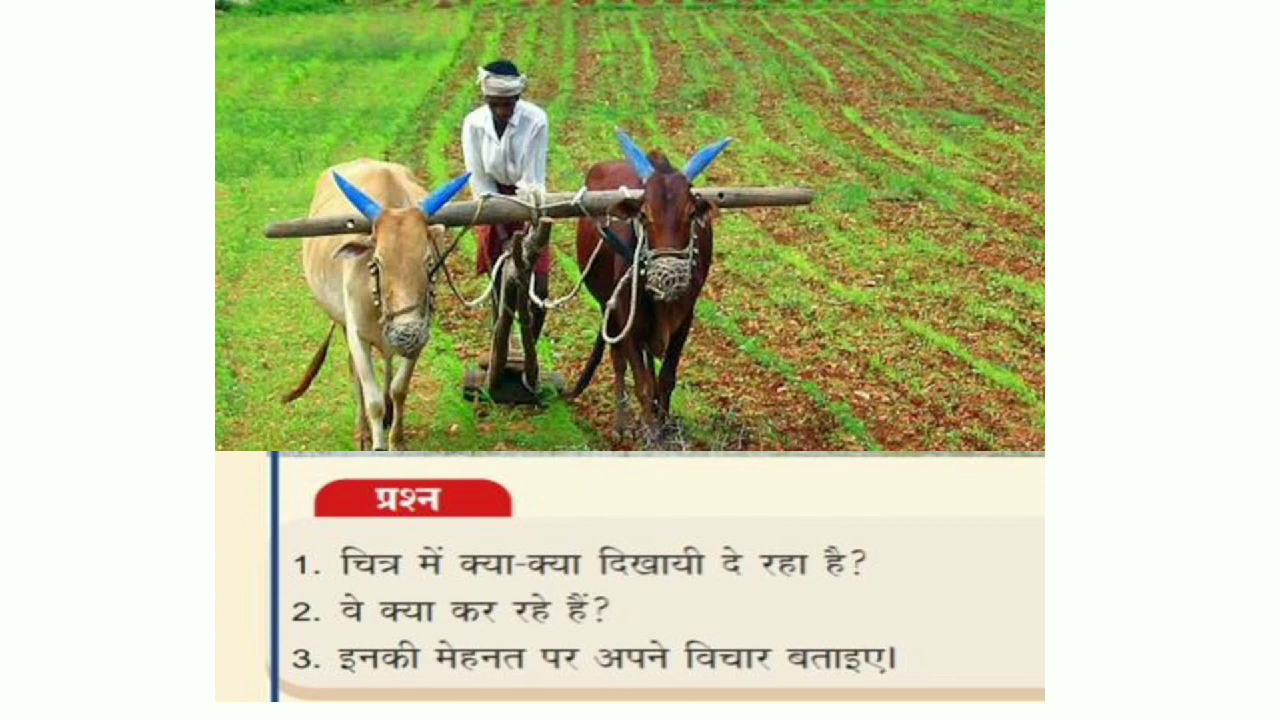 प्रश्न
1. चित्र में क्या-क्या दिखायी दे रहा है?
2. वे क्या कर रहे हैं?
3. इनकी मेहनत पर अपने विचार बताइए।